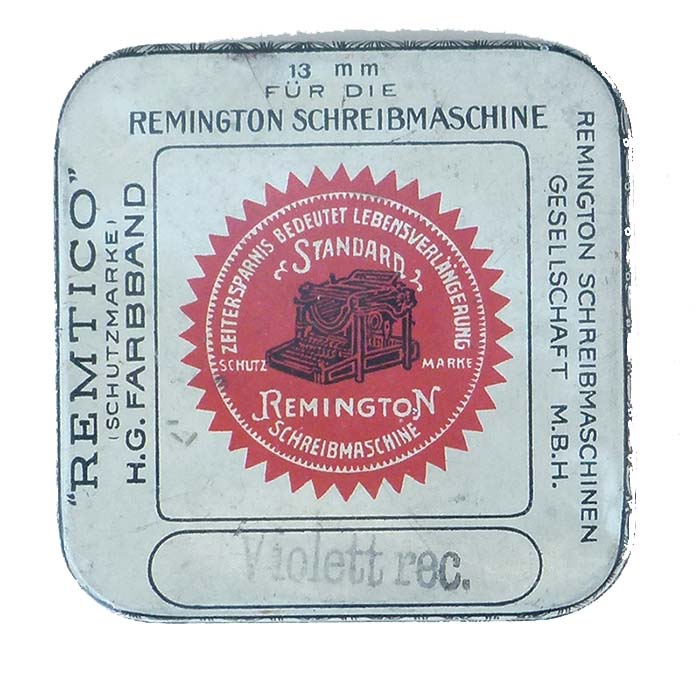 13 mm
FÜR DIE
REMINGTON SCHREIBMASCHINE
"REMTICO"
(SCHUTZMARKE)
H.G. FARBBAND
ZEITERSPARNIS BEDEUTET LEBENSVERLÄNGERUNG
STANDARD
SCHUTZ MARKE
REMINGTON
SCHREIBMASCHINE
REMINGTON SCHREIBMASCHINEN
GESELLSCHAFT M.B.H.
Violett rec.